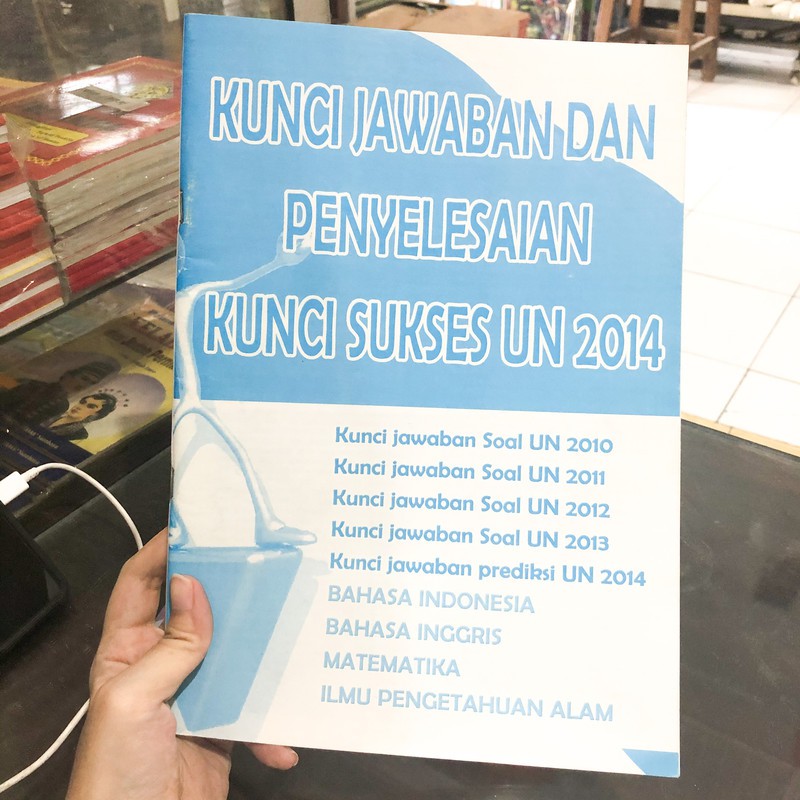 KUNCI JAWABAN DAN
PENYELESAIAN
KUNCI SUKSES UN 2014
Kunci jawaban Soal UN 2010
Kunci jawaban Soal UN 2011
Kunci jawaban Soal UN 2012
Kunci jawaban Soal UN 2013
Kunci jawaban prediksi UN 2014
BAHASA INDONESIA
BAHASA INGGRIS
MATEMATIKA
ILMU PENGETAHUAN ALAM